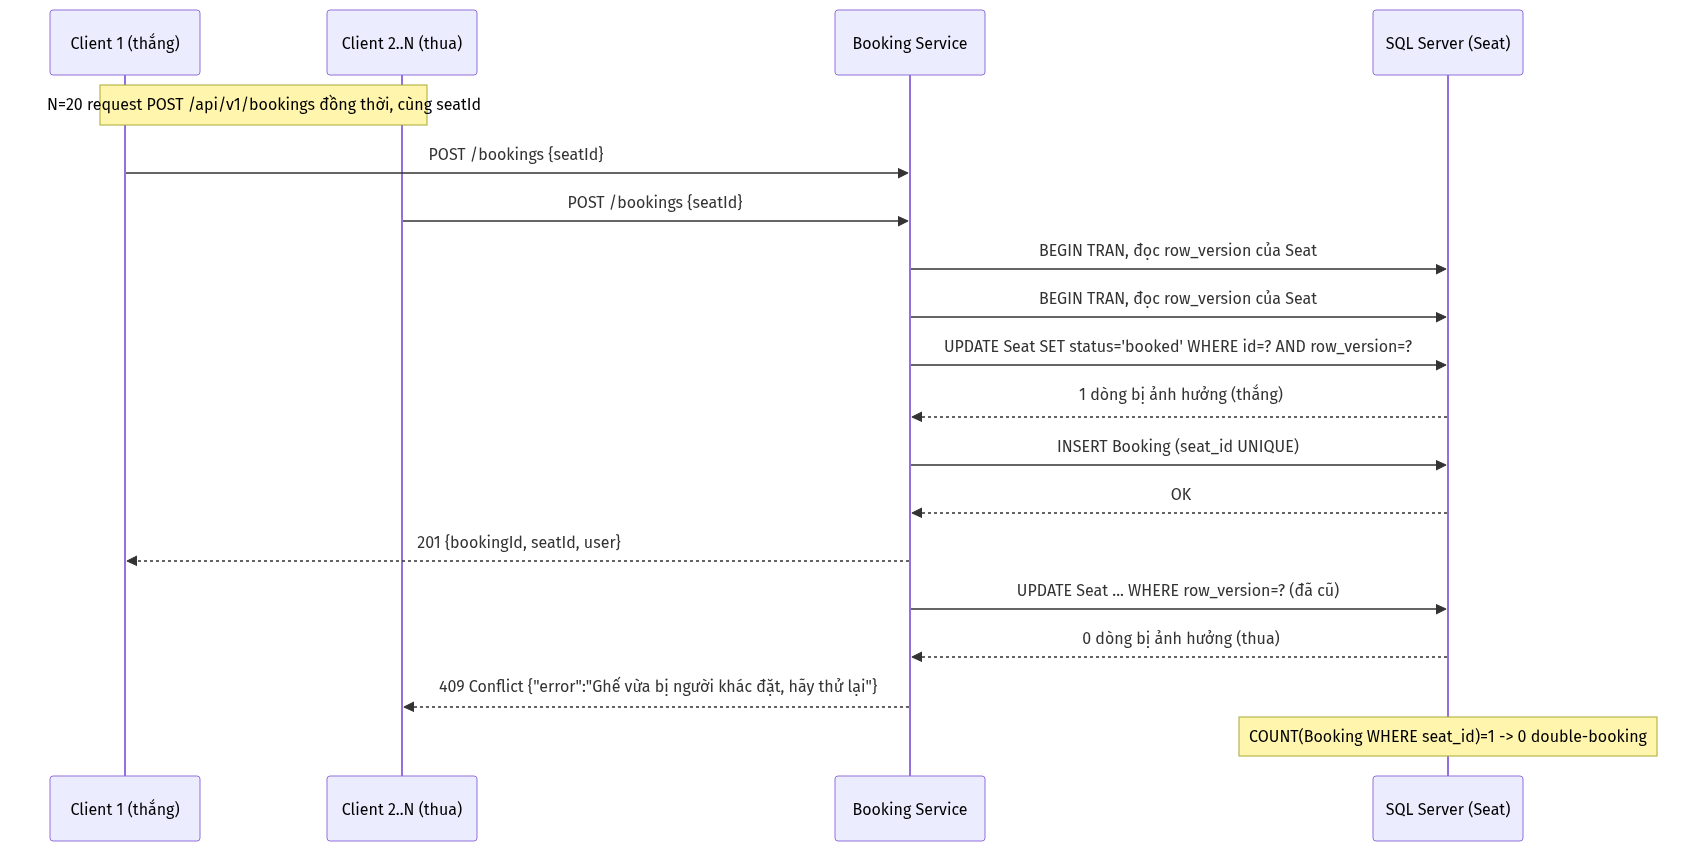 Client 1 (thắng)
Client 2..N (thua)
Booking Service
SQL Server (Seat)
N=20 request POST /api/v1/bookings đồng thời, cùng seatId
POST /bookings {seatId}
POST /bookings {seatId}
BEGIN TRAN, đọc row_version của Seat
BEGIN TRAN, đọc row_version của Seat
UPDATE Seat SET status='booked' WHERE id=? AND row_version=?
1 dòng bị ảnh hưởng (thắng)
INSERT Booking (seat_id UNIQUE)
OK
201 {bookingId, seatId, user}
UPDATE Seat ... WHERE row_version=? (đã cũ)
0 dòng bị ảnh hưởng (thua)
409 Conflict {"error":"Ghế vừa bị người khác đặt, hãy thử lại"}
COUNT(Booking WHERE seat_id)=1 -> 0 double-booking
Client 1 (thắng)
Client 2..N (thua)
Booking Service
SQL Server (Seat)